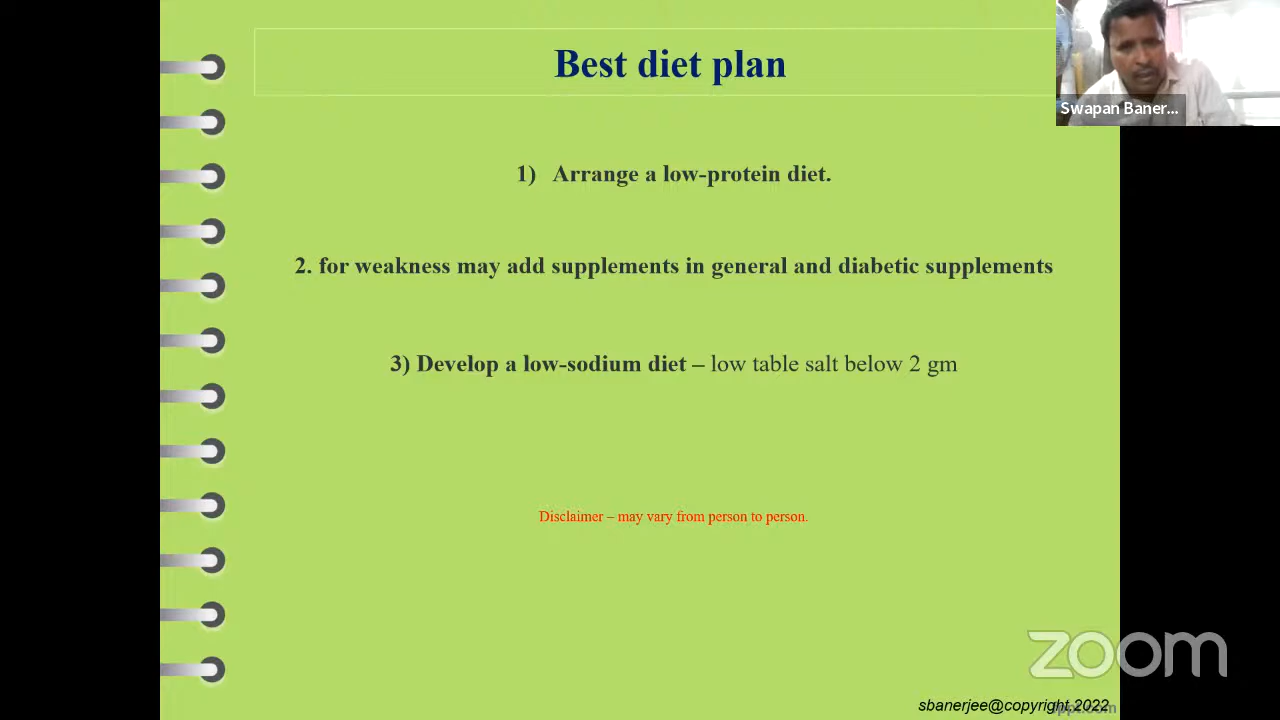 Best diet plan
Swapan Baner...
1) Arrange a low-protein diet.
2. for weakness may add supplements in general and diabetic supplements
3) Develop a low-sodium diet – low table salt below 2 gm
Disclaimer – may vary from person to person.
zoom
sbanerjee@copyright 2022